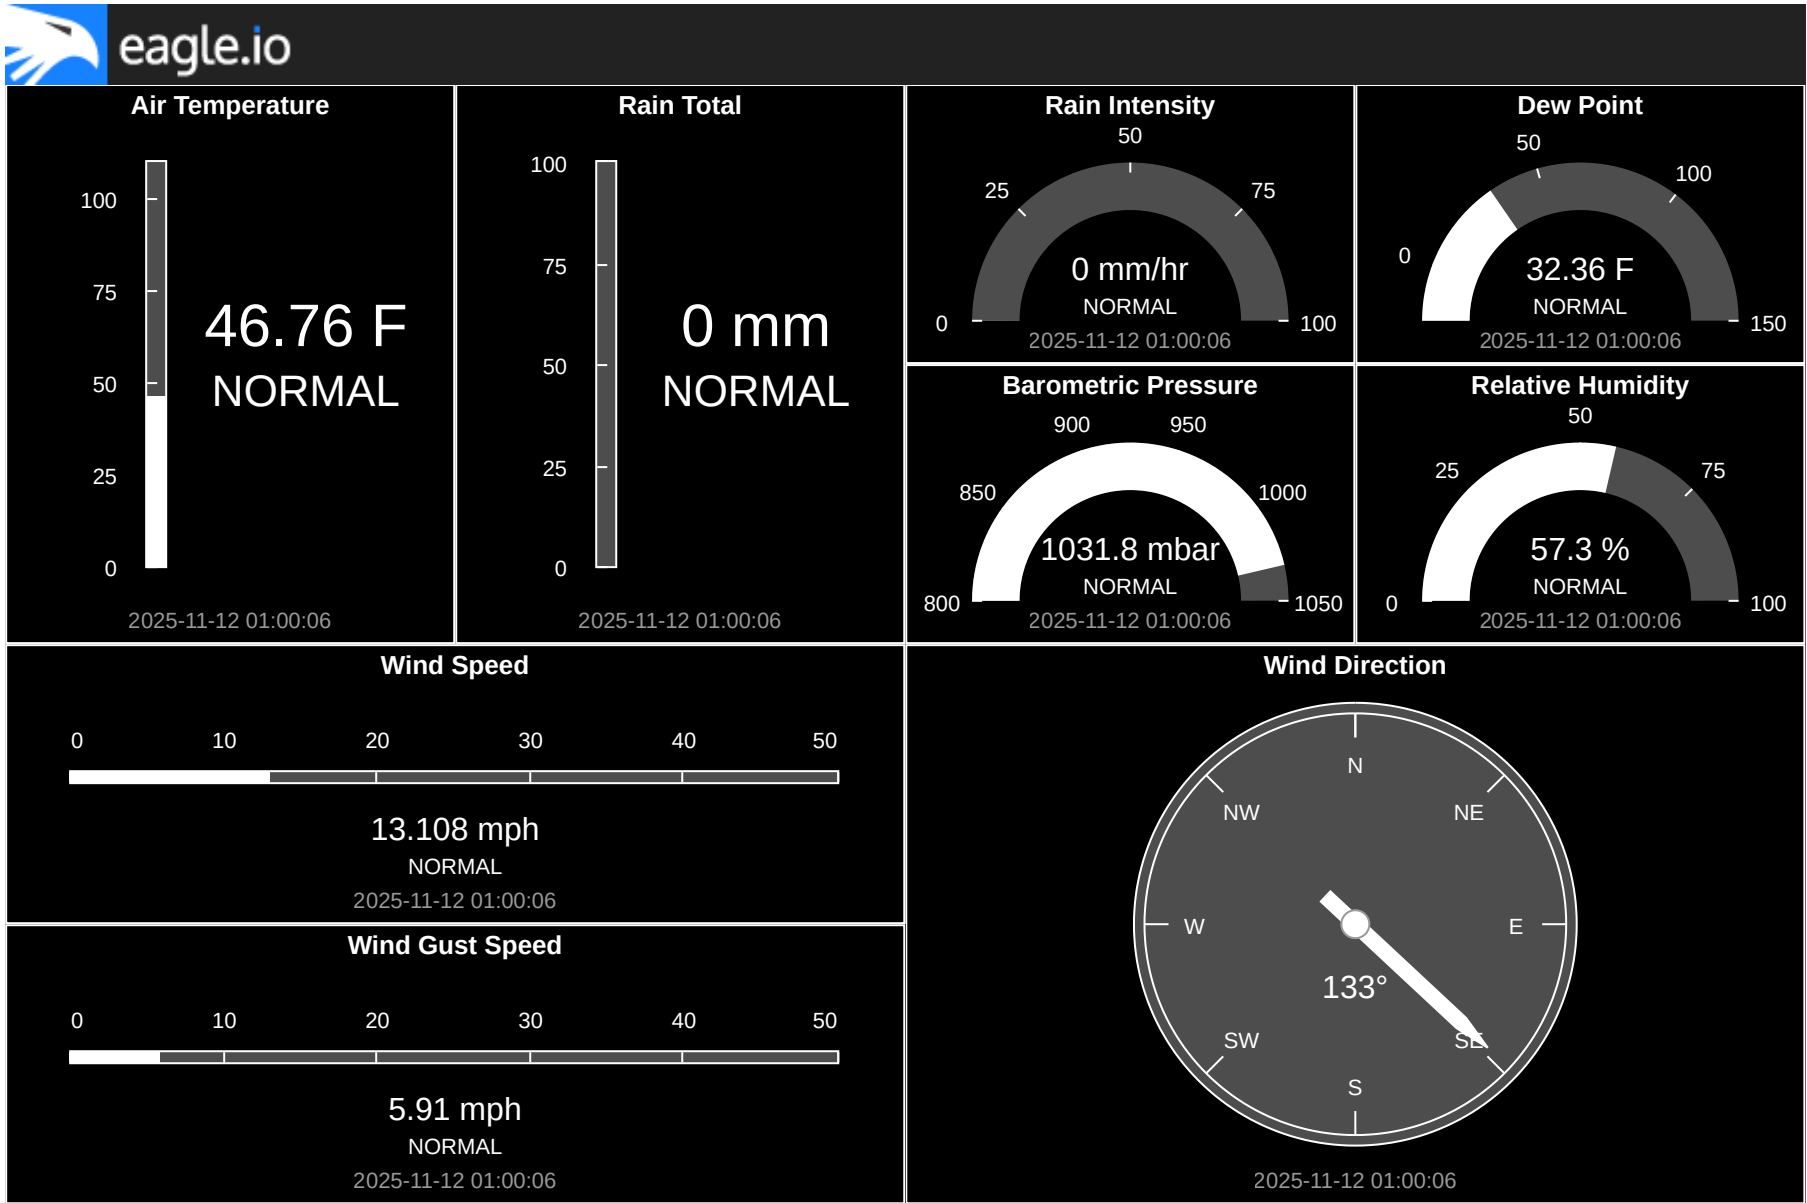 eagle.io
Air Temperature
100
75
50
25
0
46.76 F
NORMAL
2025-11-12 01:00:06
Rain Total
100
75
50
25
0
0 mm
NORMAL
2025-11-12 01:00:06
Rain Intensity
0
25
50
75
100
0 mm/hr
NORMAL
2025-11-12 01:00:06
Dew Point
0
50
100
150
32.36 F
NORMAL
2025-11-12 01:00:06
Barometric Pressure
800
850
900
950
1000
1050
1031.8 mbar
NORMAL
2025-11-12 01:00:06
Relative Humidity
0
25
50
75
100
57.3 %
NORMAL
2025-11-12 01:00:06
Wind Speed
0 10 20 30 40 50
13.108 mph
NORMAL
2025-11-12 01:00:06
Wind Gust Speed
0 10 20 30 40 50
5.91 mph
NORMAL
2025-11-12 01:00:06
Wind Direction
N
NW NE
W E
133°
SW SE
S
2025-11-12 01:00:06